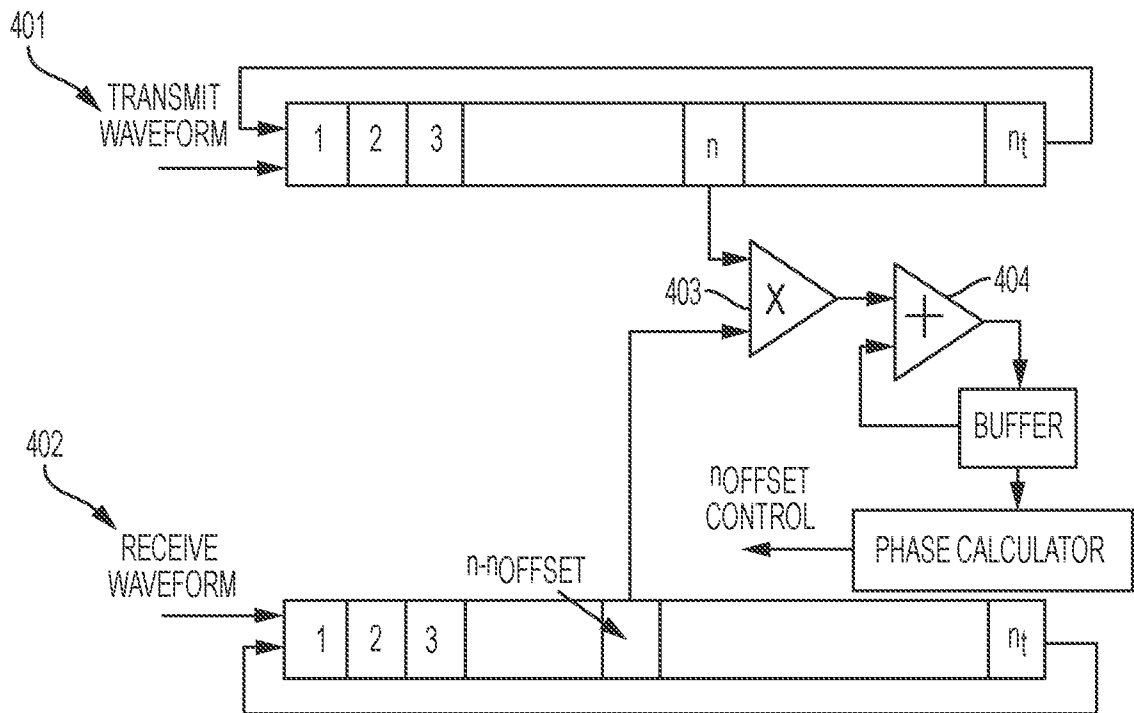 401
TRANSMIT
WAVEFORM
1 2 3 n nt
403
X
+
404
BUFFER
402
RECEIVE
WAVEFORM
nOFFSET
CONTROL
PHASE CALCULATOR
n-nOFFSET
1 2 3 nt